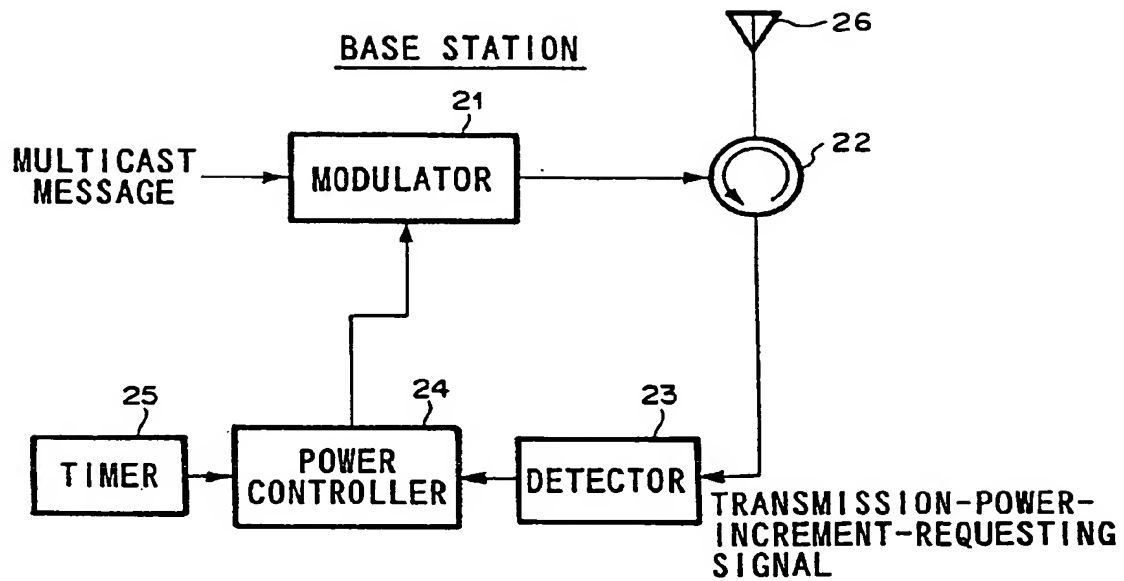 BASE STATION
26
21
22
MULTICAST
MESSAGE
MODULATOR
25
24
23
TIMER
POWER
CONTROLLER
DETECTOR
TRANSMISSION-POWER-
INCREMENT-REQUESTING
SIGNAL